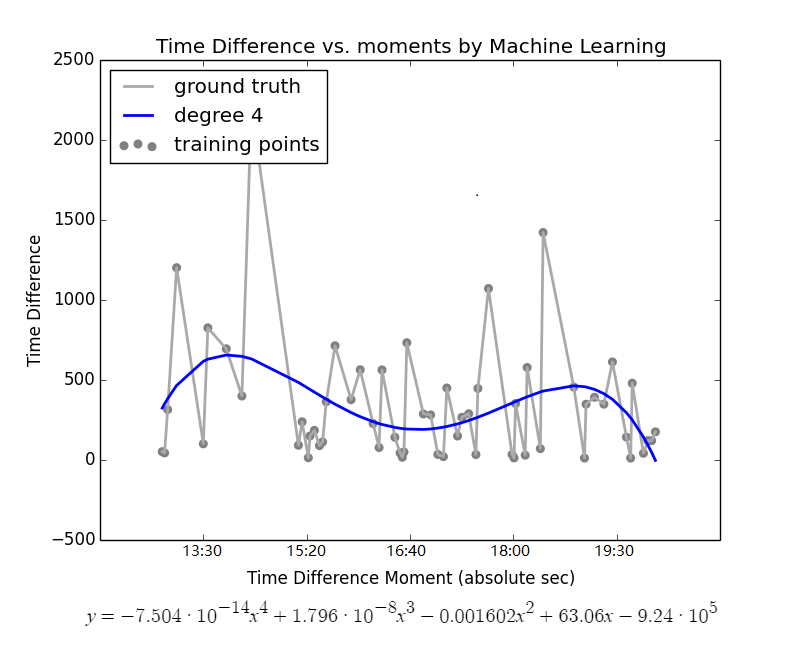 Time Difference vs. moments by Machine Learning
2500
2000
1500
1000
500
0
−500
ground truth
degree 4
training points
Time Difference
13:30 15:20 16:40 18:00 19:30
Time Difference Moment (absolute sec)
y = −7.504 · 10^{−14}x^4 + 1.796 · 10^{−8}x^3 − 0.001602x^2 + 63.06x − 9.24 · 10^5